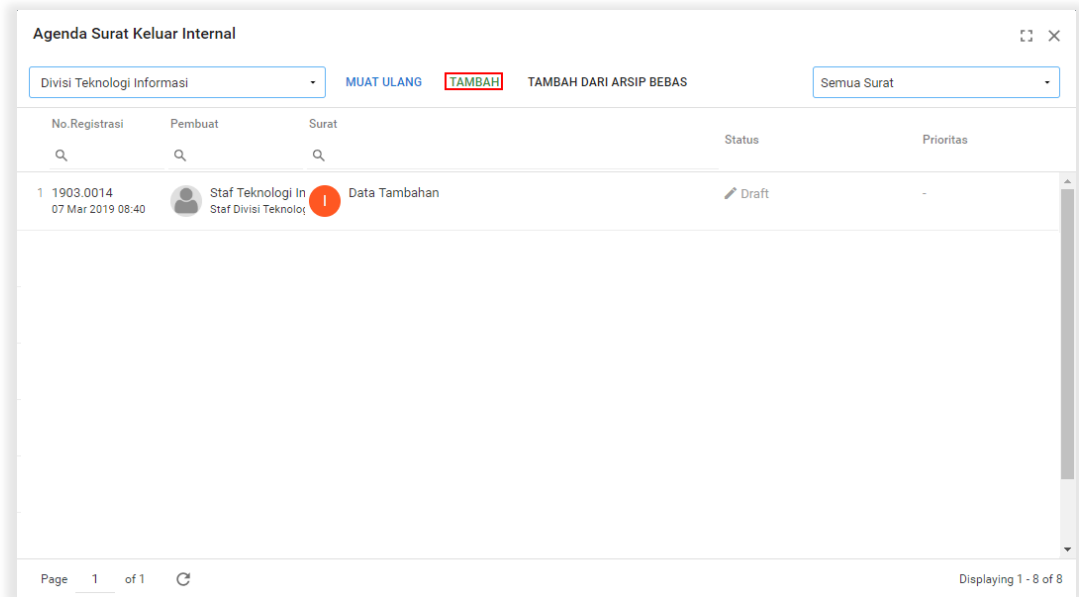 Agenda Surat Keluar Internal
Divisi Teknologi Informasi MUAT ULANG TAMBAH TAMBAH DARI ARSIP BEBAS Semua Surat
No.Registrasi Pembuat Surat Status Prioritas
1 1903.0014 Staf Teknologi In I Data Tambahan Draft -
07 Mar 2019 08:40 Staf Divisi Teknolog
Page 1 of 1 Displaying 1 - 8 of 8